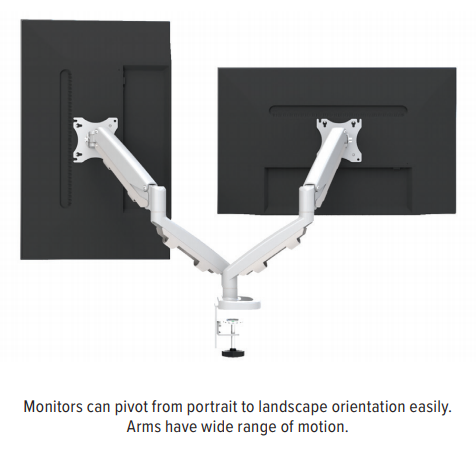 Monitors can pivot from portrait to landscape orientation easily.
Arms have wide range of motion.